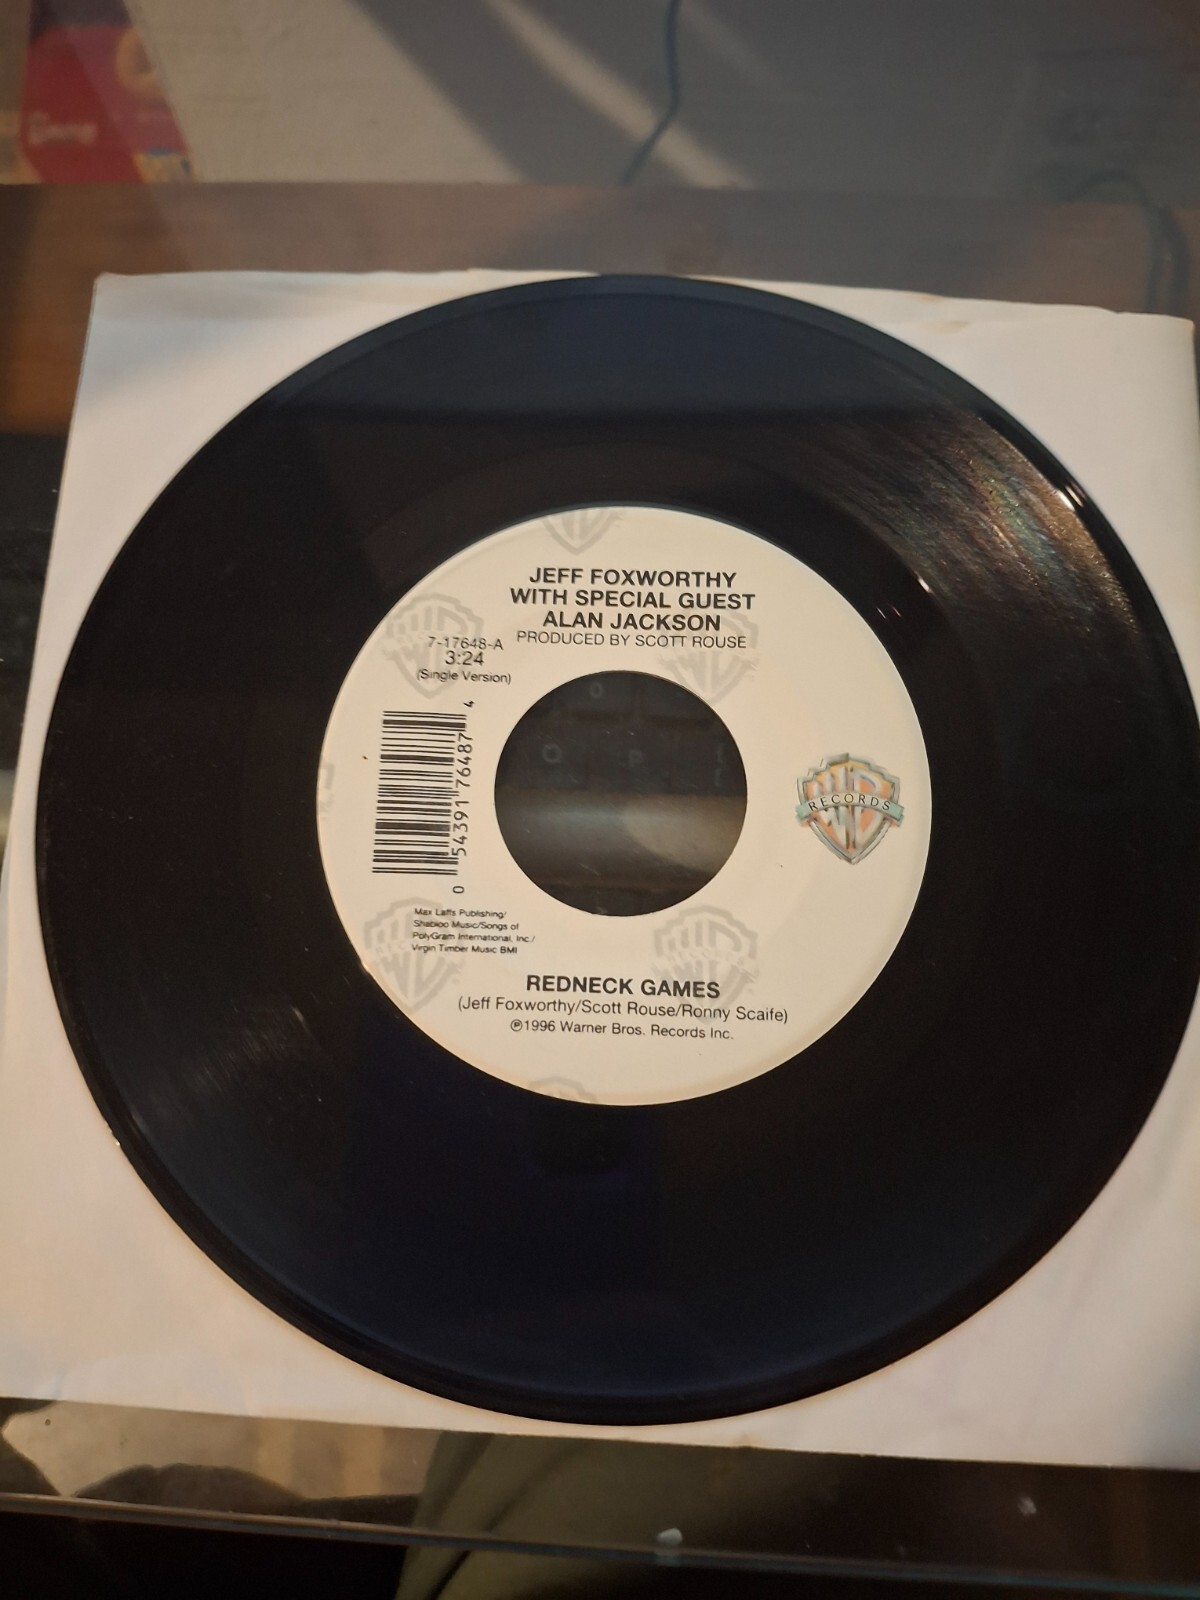 JEFF FOXWORTHY
WITH SPECIAL GUEST
ALAN JACKSON
PRODUCED BY SCOTT ROUSE
7-17648-A
3:24
(Single Version)
0 54391 76487 4
RECORDS
Max Laffs Publishing/
Shabloo Music/Songs of
PolyGram International, Inc./
Virgin Timber Music BMI
REDNECK GAMES
(Jeff Foxworthy/Scott Rouse/Ronny Scaife)
℗1996 Warner Bros. Records Inc.
O P